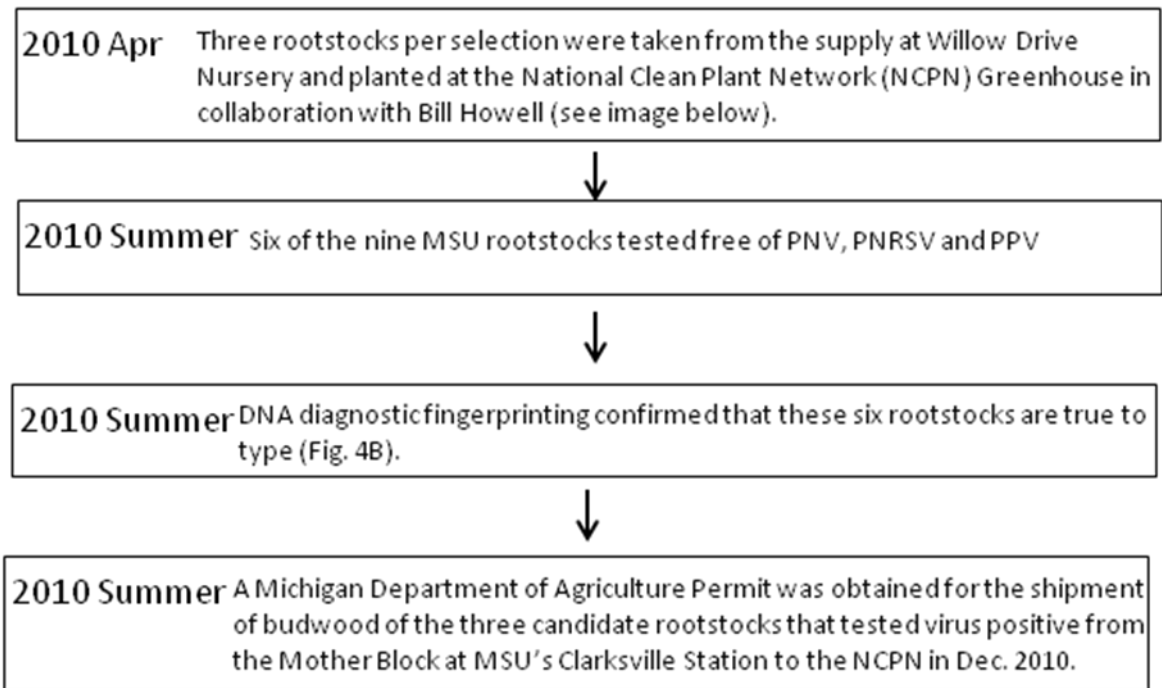 2010 Apr Three rootstocks per selection were taken from the supply at Willow Drive
Nursery and planted at the National Clean Plant Network (NCPN) Greenhouse in
collaboration with Bill Howell (see image below).
2010 Summer Six of the nine MSU rootstocks tested free of PNV, PNRSV and PPV
2010 Summer DNA diagnostic fingerprinting confirmed that these six rootstocks are true to
type (Fig. 4B).
2010 Summer A Michigan Department of Agriculture Permit was obtained for the shipment
of budwood of the three candidate rootstocks that tested virus positive from
the Mother Block at MSU's Clarksville Station to the NCPN in Dec. 2010.